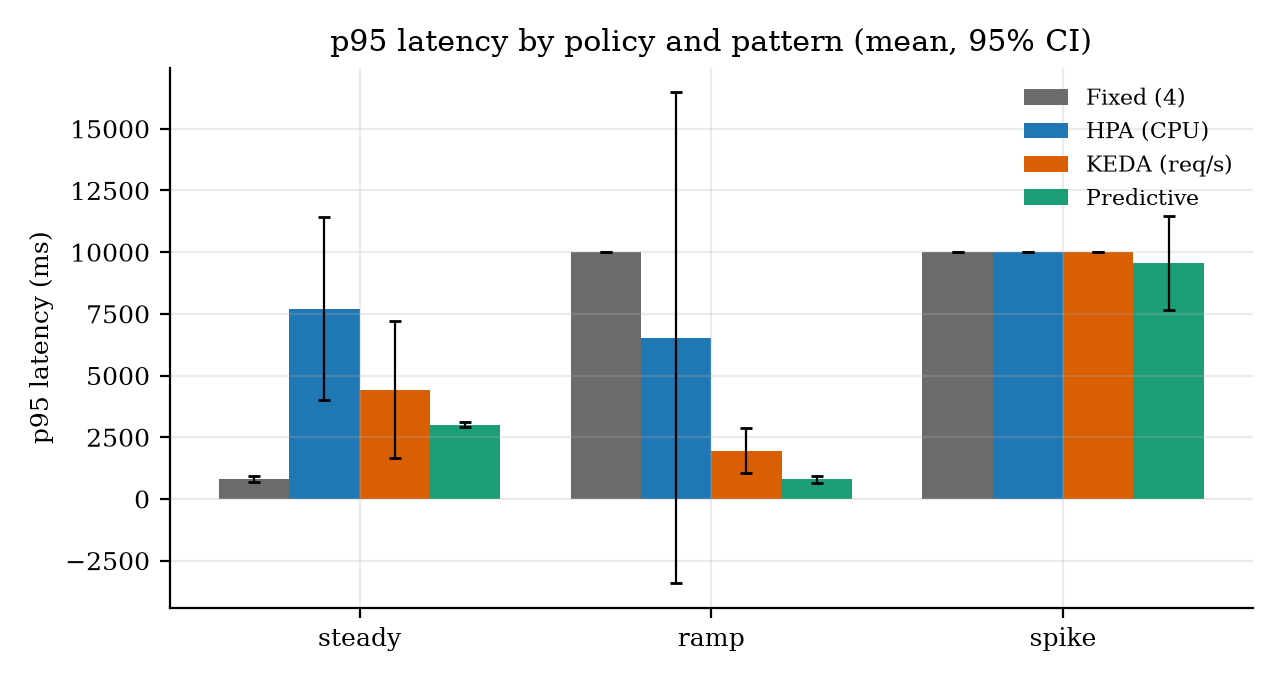 p95 latency by policy and pattern (mean, 95% CI)
Fixed (4)
HPA (CPU)
KEDA (req/s)
Predictive
p95 latency (ms)
15000
12500
10000
7500
5000
2500
0
−2500
steady
ramp
spike